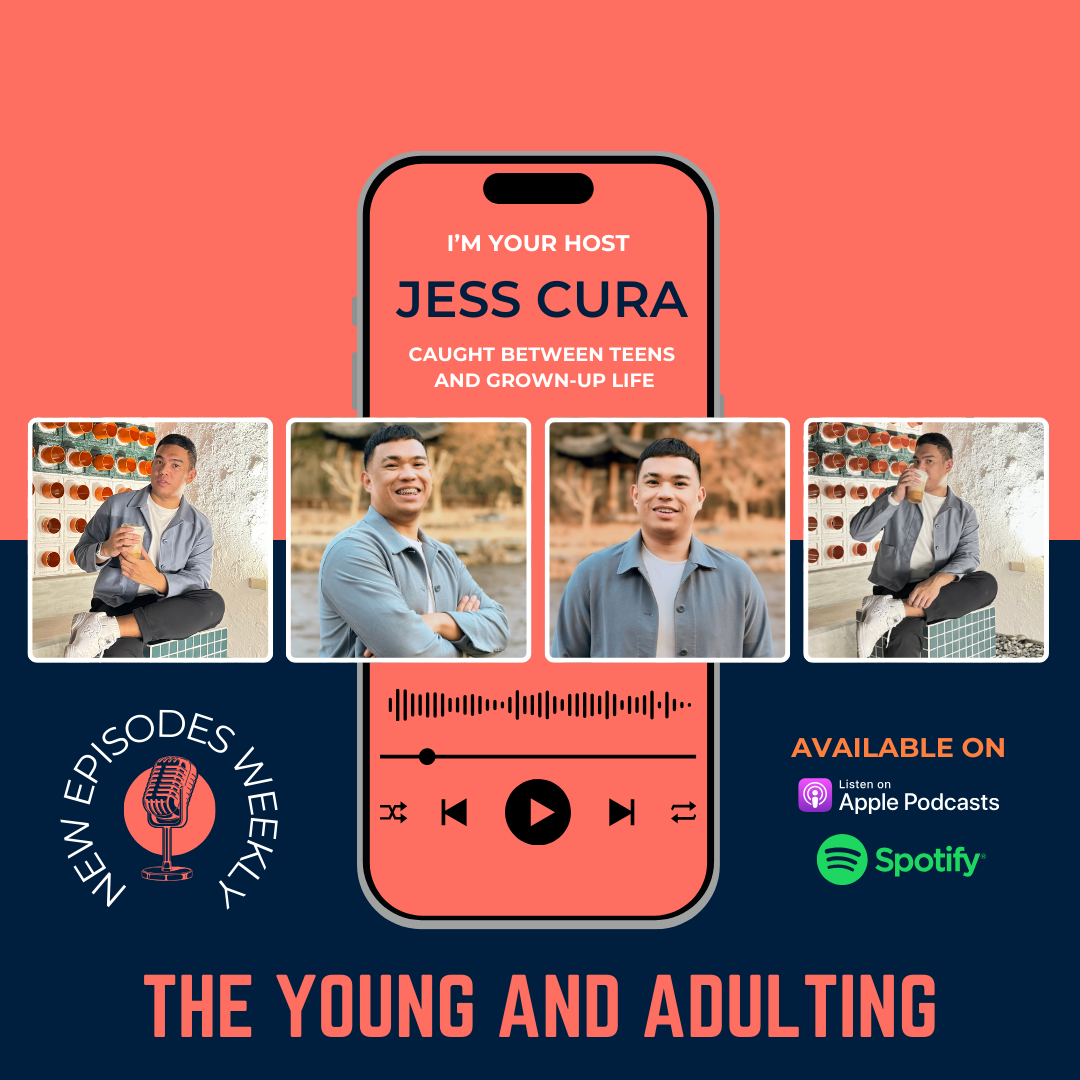 I'M YOUR HOST
JESS CURA
CAUGHT BETWEEN TEENS
AND GROWN-UP LIFE
NEW EPISODES WEEKLY
AVAILABLE ON
Listen on
Apple Podcasts
Spotify®
THE YOUNG AND ADULTING